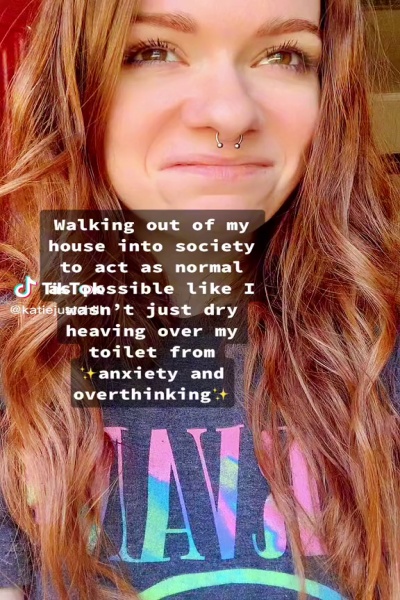 Walking out of my
house into society
to act as normal
as possible like I
TikTok
wasn't just dry
heaving over my
toilet from
✨anxiety and
overthinking✨